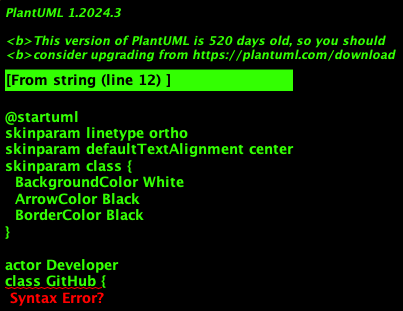 PlantUML 1.2024.3
<b>This version of PlantUML is 520 days old, so you should
<b>consider upgrading from https://plantuml.com/download
[From string (line 12) ]
@startuml
skinparam linetype ortho
skinparam defaultTextAlignment center
skinparam class {
BackgroundColor White
ArrowColor Black
BorderColor Black
}
actor Developer
class GitHub {
Syntax Error?